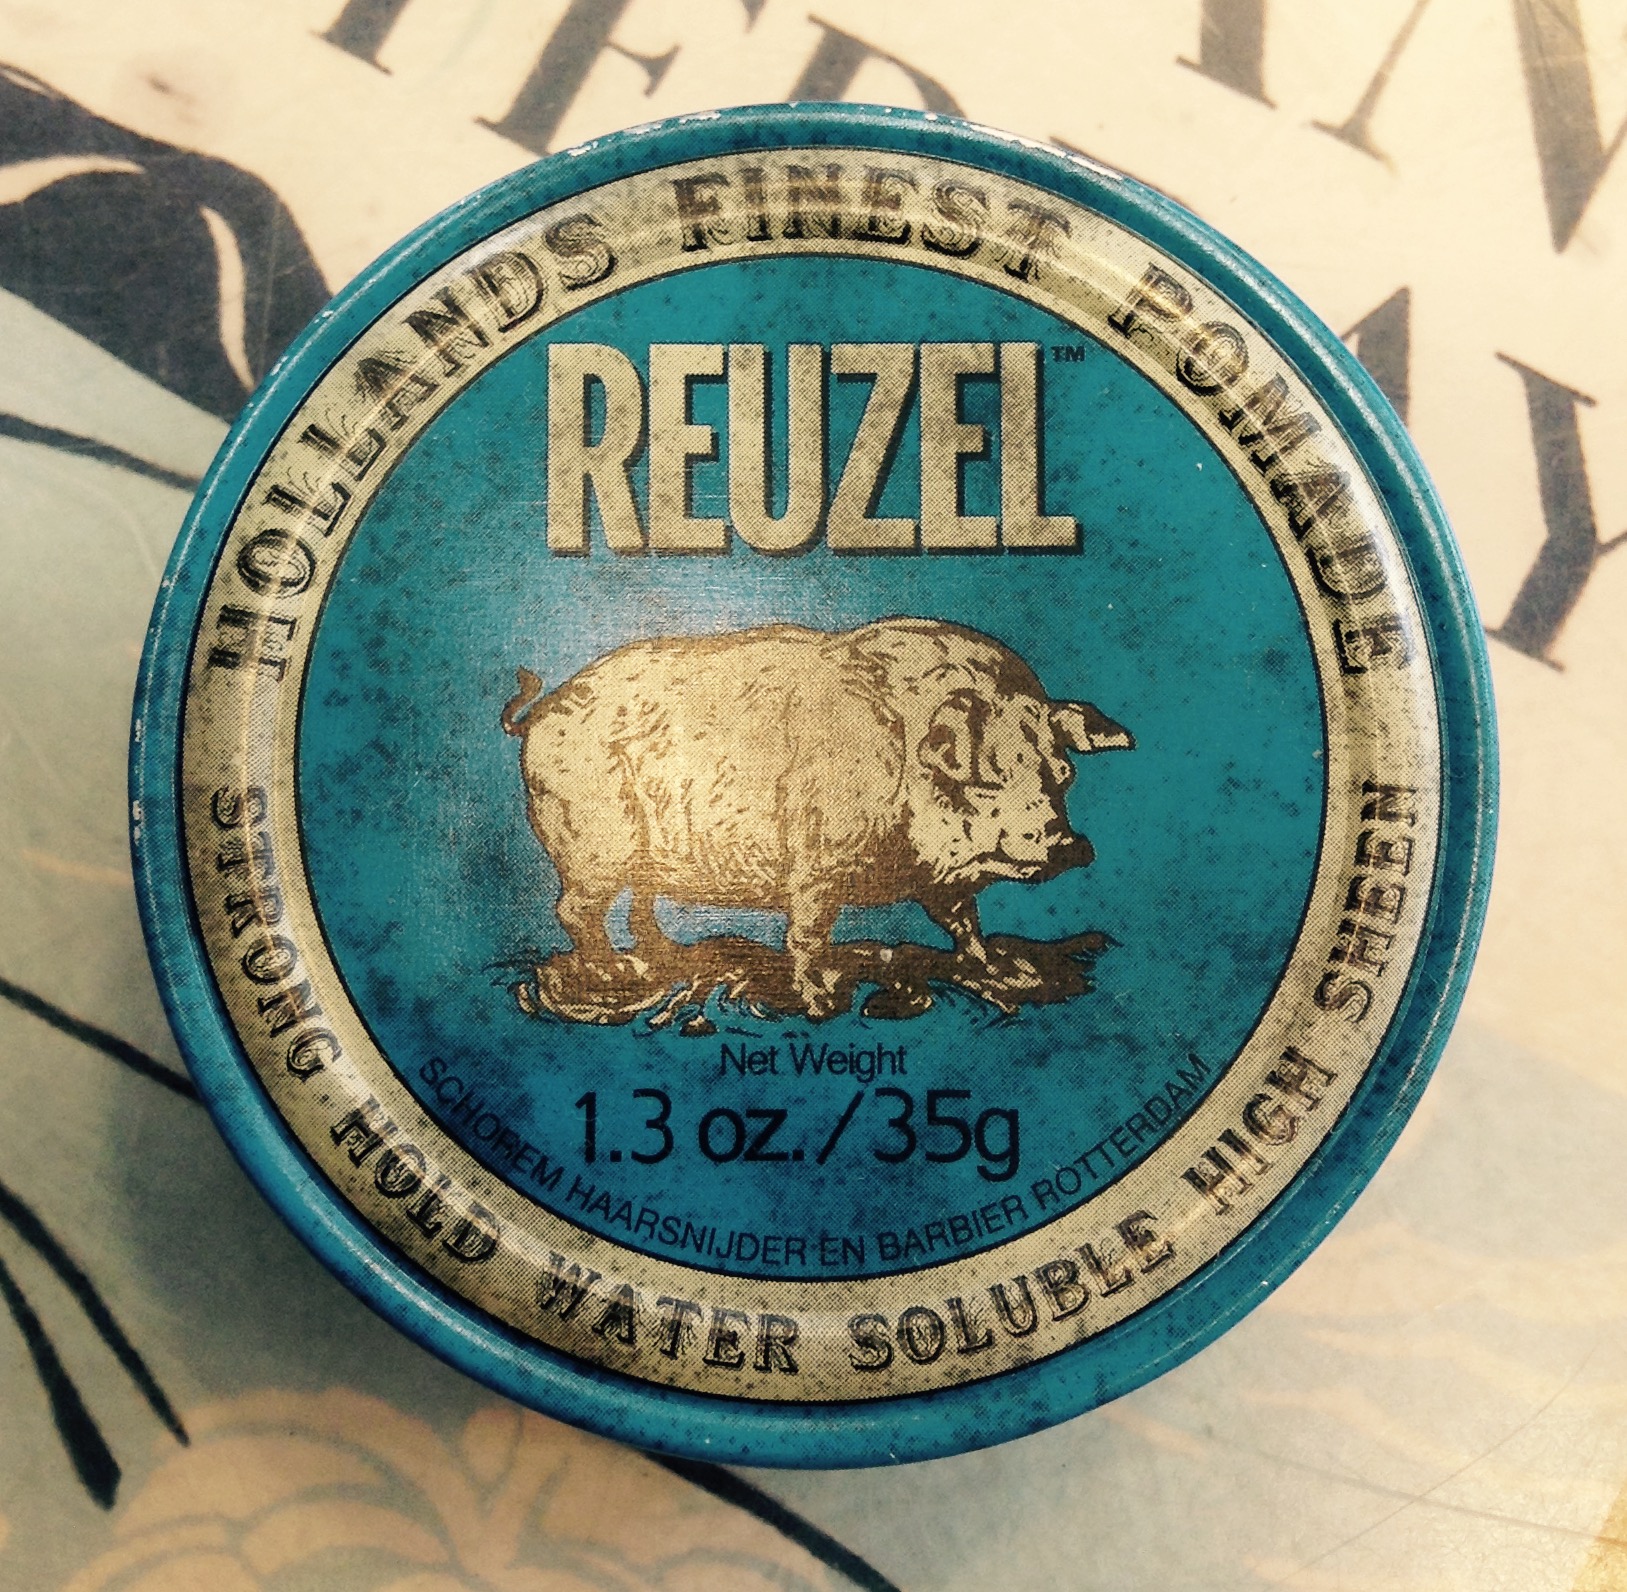 HOLLANDS FINEST POMADE
REUZEL™
Net Weight
1.3 oz./35g
SCHOREM HAARSNIJDER EN BARBIER ROTTERDAM
STRONG HOLD WATER SOLUBLE HIGH SHEEN